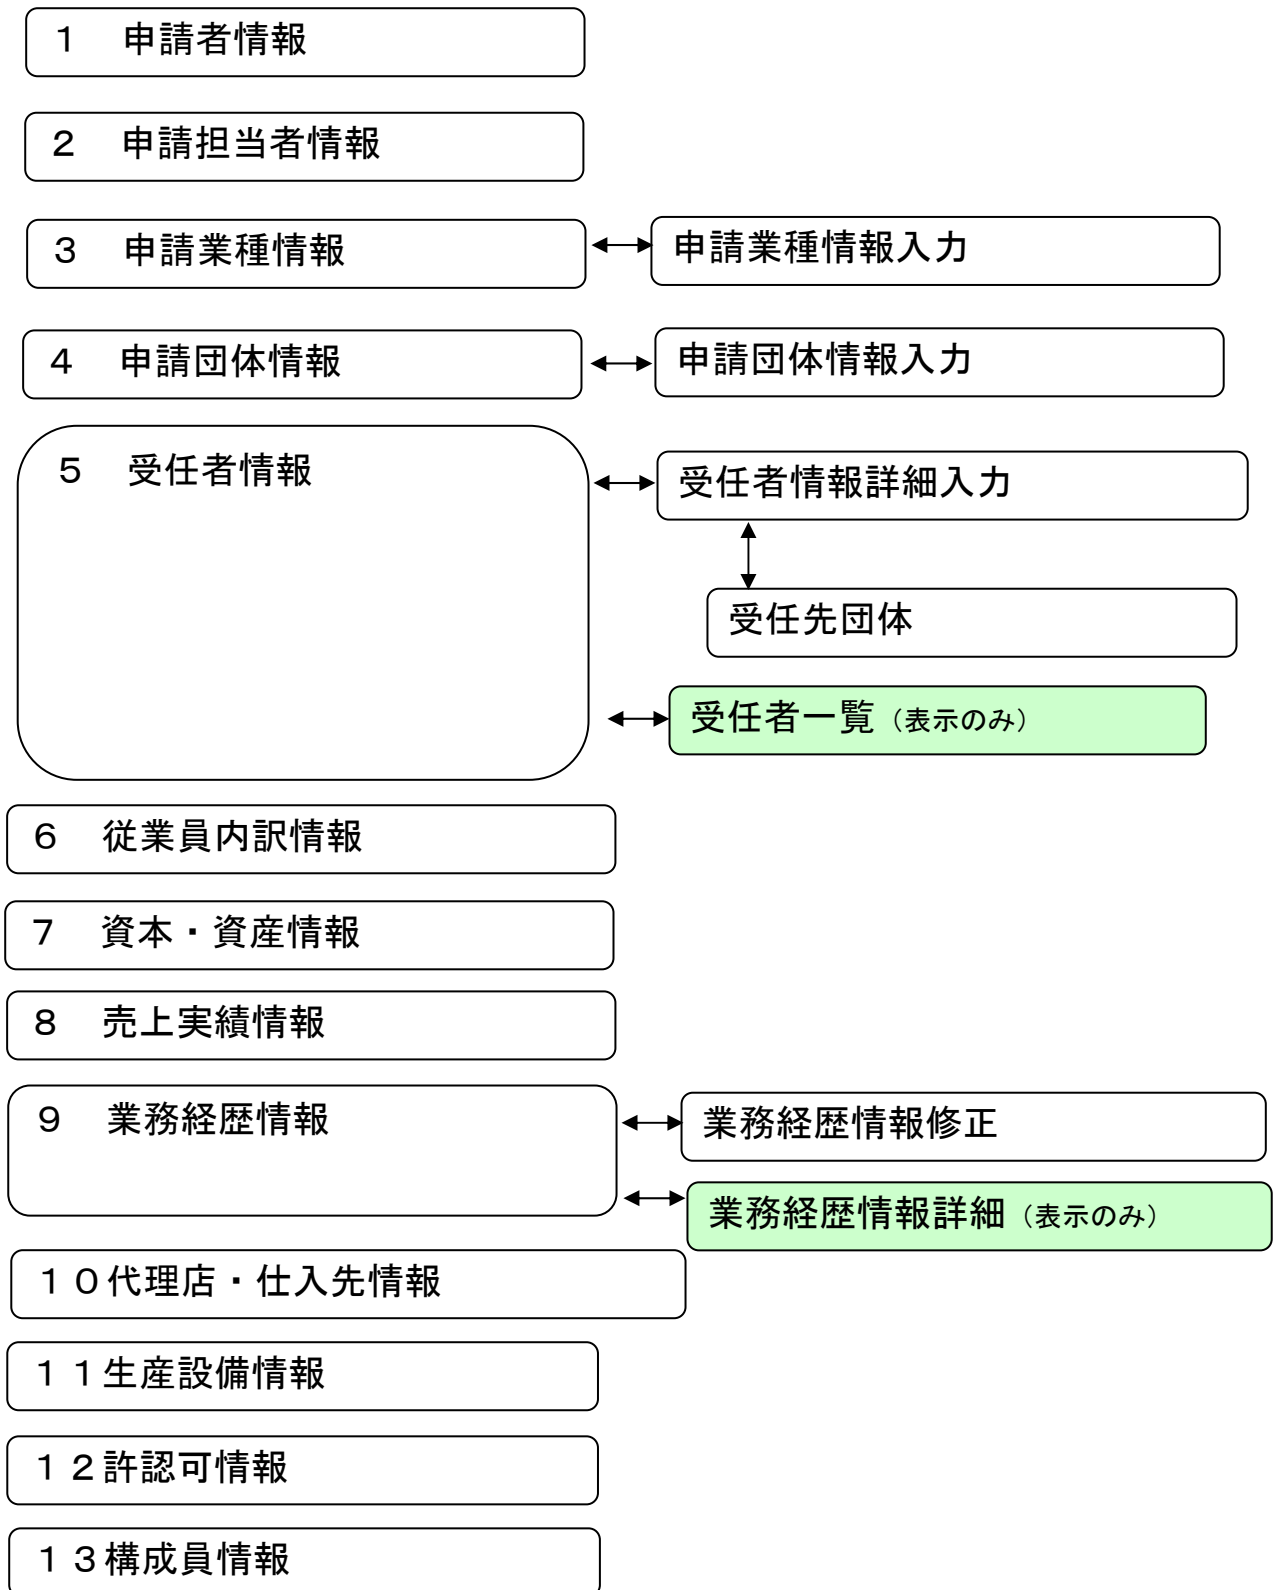 １　申請者情報
２　申請担当者情報
３　申請業種情報
申請業種情報入力
４　申請団体情報
申請団体情報入力
５　受任者情報
受任者情報詳細入力
受任先団体
受任者一覧（表示のみ）
６　従業員内訳情報
７　資本・資産情報
８　売上実績情報
９　業務経歴情報
業務経歴情報修正
業務経歴情報詳細（表示のみ）
１０代理店・仕入先情報
１１生産設備情報
１２許認可情報
１３構成員情報